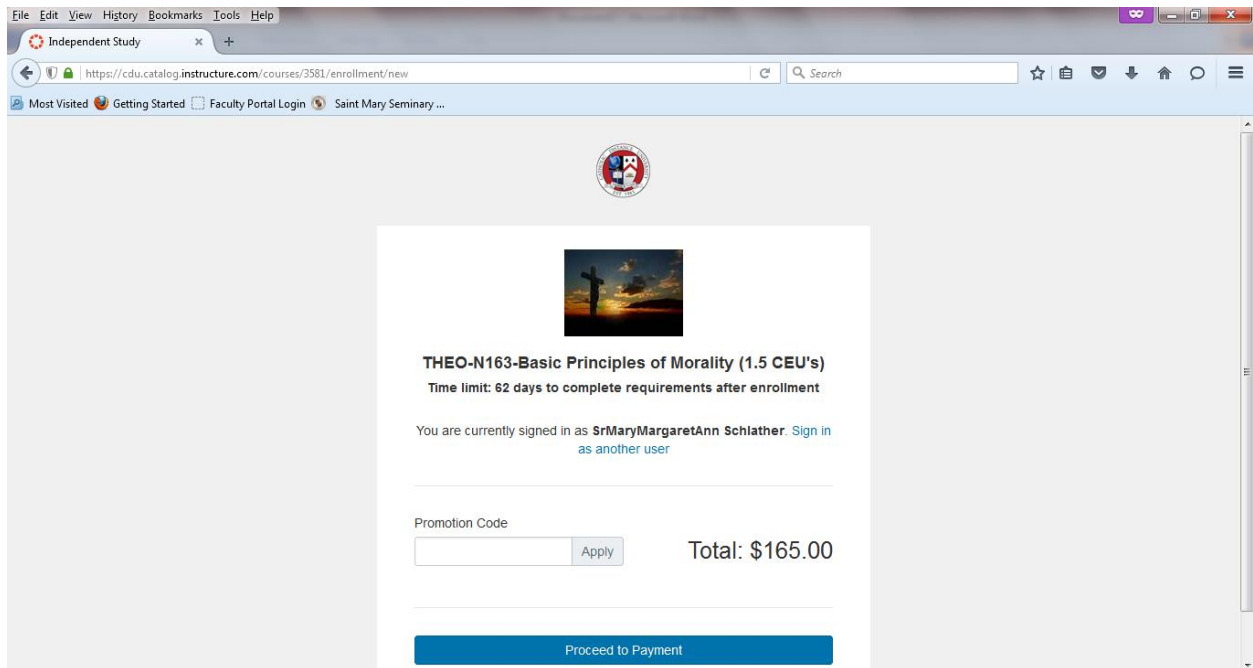 File Edit View History Bookmarks Tools Help
Independent Study
https://cdu.catalog.instructure.com/courses/3581/enrollment/new
Search
Most Visited Getting Started Faculty Portal Login Saint Mary Seminary ...
THEO-N163-Basic Principles of Morality (1.5 CEU's)
Time limit: 62 days to complete requirements after enrollment
You are currently signed in as SrMaryMargaretAnn Schlather. Sign in
as another user
Promotion Code
Apply
Total: $165.00
Proceed to Payment